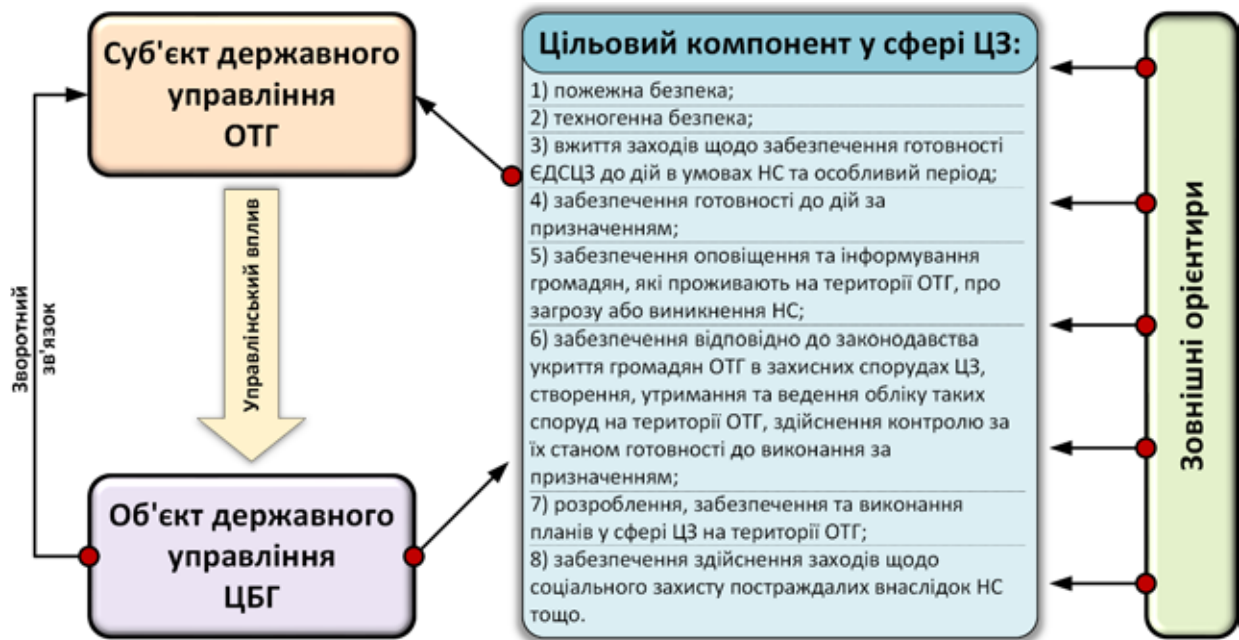 Суб'єкт державного
управління
ОТГ
Зворотний
зв'язок
Управлінський вплив
Об'єкт державного
управління
ЦБГ
Цільовий компонент у сфері ЦЗ:
1) пожежна безпека;
2) техногенна безпека;
3) вжиття заходів щодо забезпечення готовності
ЄДСЦЗ до дій в умовах НС та особливий період;
4) забезпечення готовності до дій за
призначенням;
5) забезпечення оповіщення та інформування
громадян, які проживають на території ОТГ, про
загрозу або виникнення НС;
6) забезпечення відповідно до законодавства
укриття громадян ОТГ в захисних спорудах ЦЗ,
створення, утримання та ведення обліку таких
споруд на території ОТГ, здійснення контролю за
їх станом готовності до виконання за
призначенням;
7) розроблення, забезпечення та виконання
планів у сфері ЦЗ на території ОТГ;
8) забезпечення здійснення заходів щодо
соціального захисту постраждалих внаслідок НС
тощо.
Зовнішні орієнтири